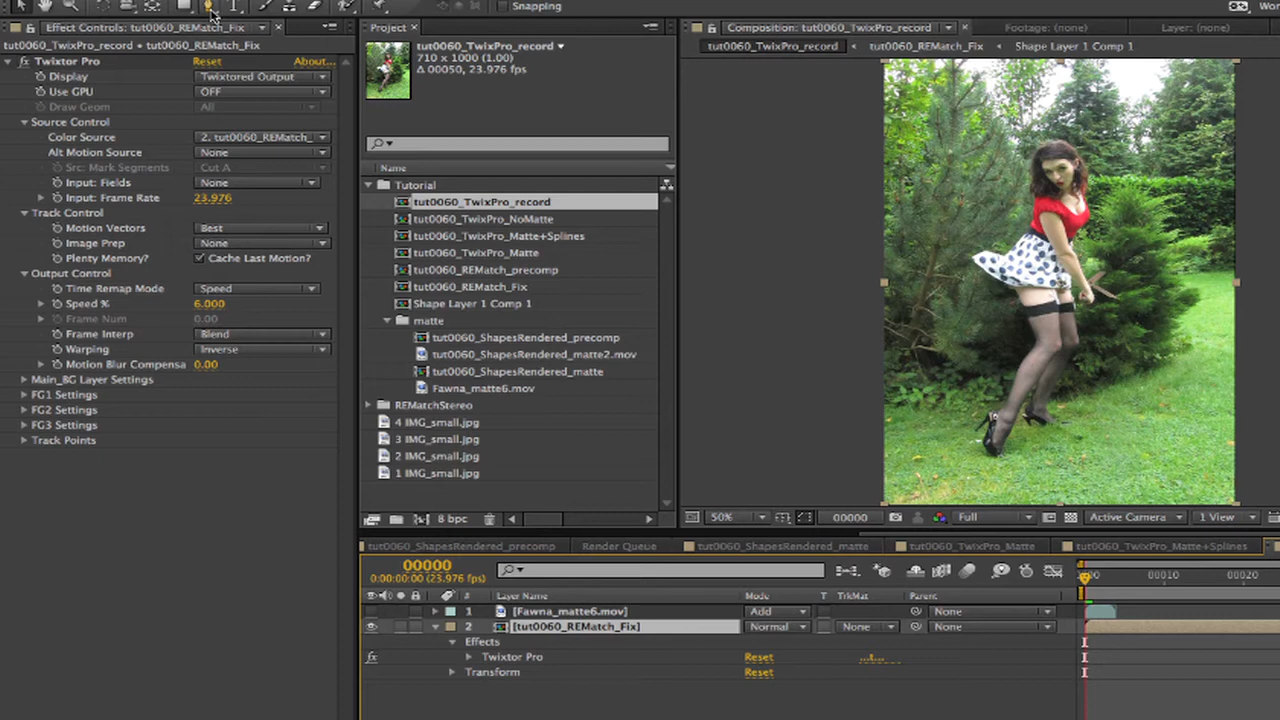 Snapping
Wo
Effect Controls: tut0060_REMatch_Fix
tut0060_TwixPro_record • tut0060_REMatch_Fix
Twixtor Pro Reset About...
Display Twixtored Output
Use GPU OFF
Draw Geom All
Source Control
Color Source 2. tut0060_REMatch_
Alt Motion Source None
Src: Mark Segments Cut A
Input: Fields None
Input: Frame Rate 23.976
Track Control
Motion Vectors Best
Image Prep None
Plenty Memory? Cache Last Motion?
Output Control
Time Remap Mode Speed
Speed % 6.000
Frame Num 0.00
Frame Interp Blend
Warping Inverse
Motion Blur Compensa 0.00
Main_BG Layer Settings
FG1 Settings
FG2 Settings
FG3 Settings
Track Points
Project
tut0060_TwixPro_record
710 x 1000 (1.00)
Δ 00050, 23.976 fps
Name
Tutorial
tut0060_TwixPro_record
tut0060_TwixPro_NoMatte
tut0060_TwixPro_Matte+Splines
tut0060_TwixPro_Matte
tut0060_REMatch_precomp
tut0060_REMatch_Fix
Shape Layer 1 Comp 1
matte
tut0060_ShapesRendered_precomp
tut0060_ShapesRendered_matte2.mov
tut0060_ShapesRendered_matte
Fawna_matte6.mov
REMatchStereo
4 IMG_small.jpg
3 IMG_small.jpg
2 IMG_small.jpg
1 IMG_small.jpg
8 bpc
Composition: tut0060_TwixPro_record Footage: (none) Layer: (none)
tut0060_TwixPro_record tut0060_REMatch_Fix Shape Layer 1 Comp 1
50% 00000 Full Active Camera 1 View
tut0060_ShapesRendered_precomp Render Queue tut0060_ShapesRendered_matte tut0060_TwixPro_Matte tut0060_TwixPro_Matte+Splines
00000
0:00:00:00 (23.976 fps)
00 00010 00020
# Layer Name Mode T TrkMat Parent
1 [Fawna_matte6.mov] Add None
2 [tut0060_REMatch_Fix] Normal None None
Effects
Twixtor Pro Reset ...t...
Transform Reset